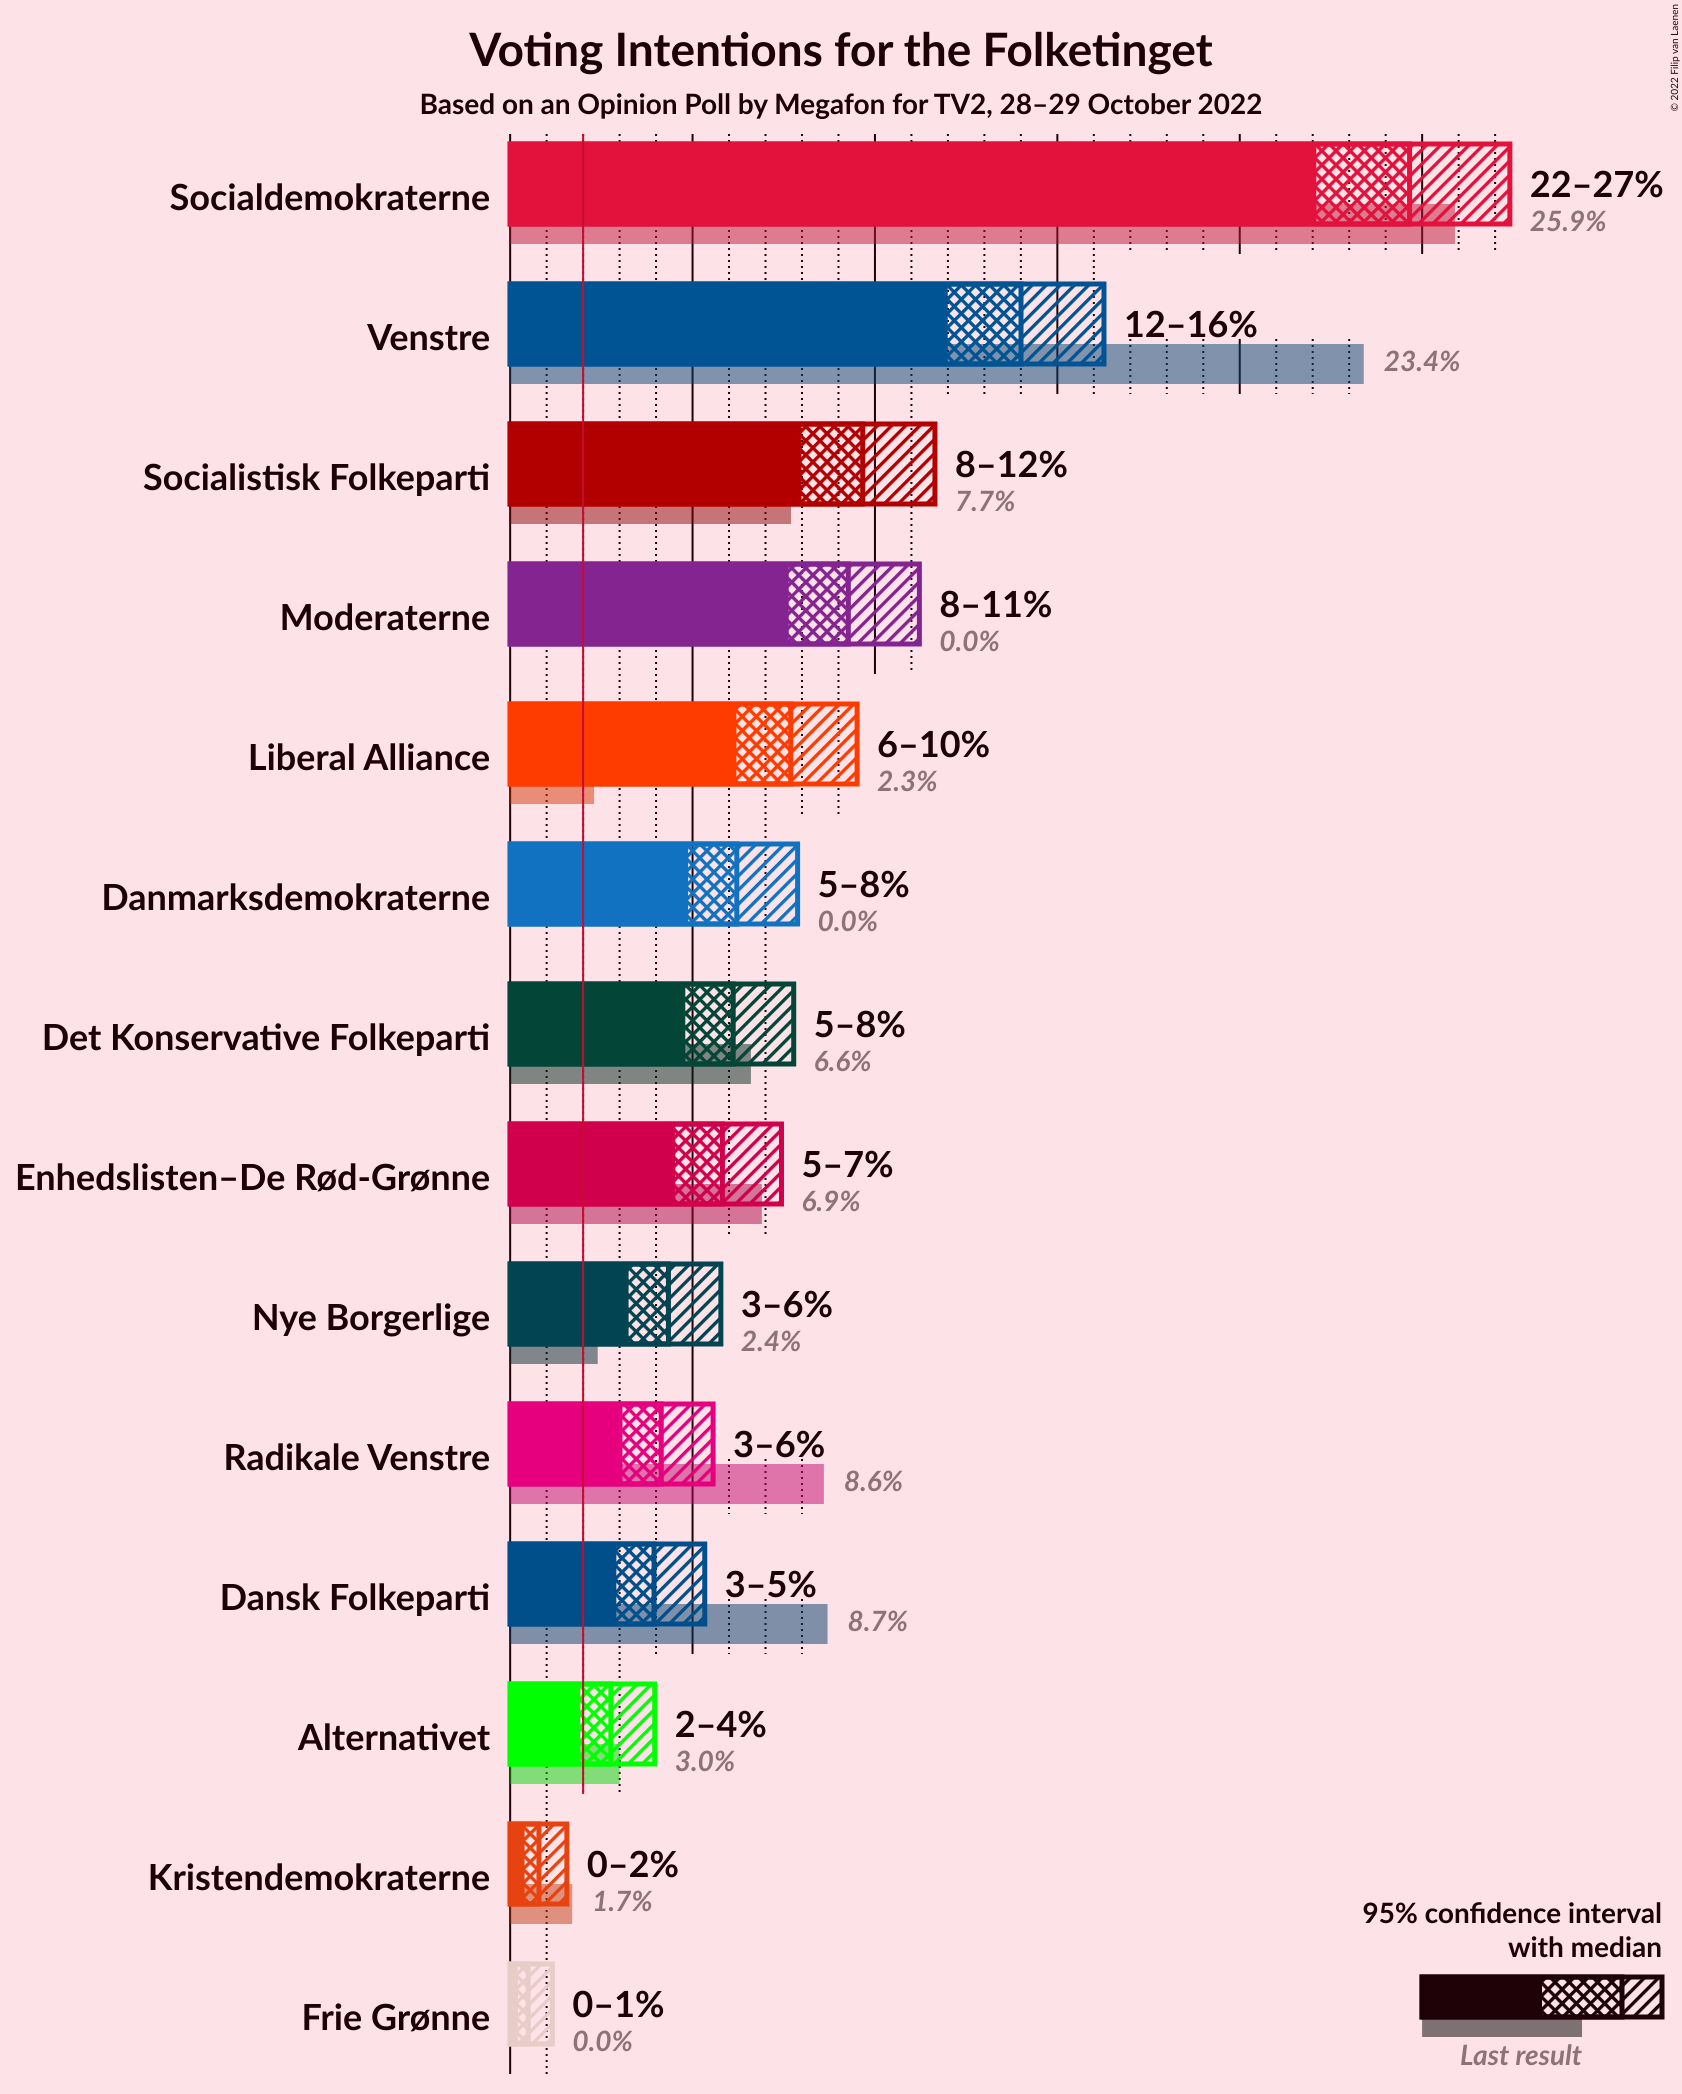 Voting Intentions for the Folketinget
Based on an Opinion Poll by Megafon for TV2, 28–29 October 2022
© 2022 Filip van Laenen
Socialdemokraterne
22–27%
25.9%
Venstre
12–16%
23.4%
Socialistisk Folkeparti
8–12%
7.7%
Moderaterne
8–11%
0.0%
Liberal Alliance
6–10%
2.3%
Danmarksdemokraterne
5–8%
0.0%
Det Konservative Folkeparti
5–8%
6.6%
Enhedslisten–De Rød-Grønne
5–7%
6.9%
Nye Borgerlige
3–6%
2.4%
Radikale Venstre
3–6%
8.6%
Dansk Folkeparti
3–5%
8.7%
Alternativet
2–4%
3.0%
Kristendemokraterne
0–2%
1.7%
Frie Grønne
0–1%
0.0%
95% confidence interval
with median
Last result